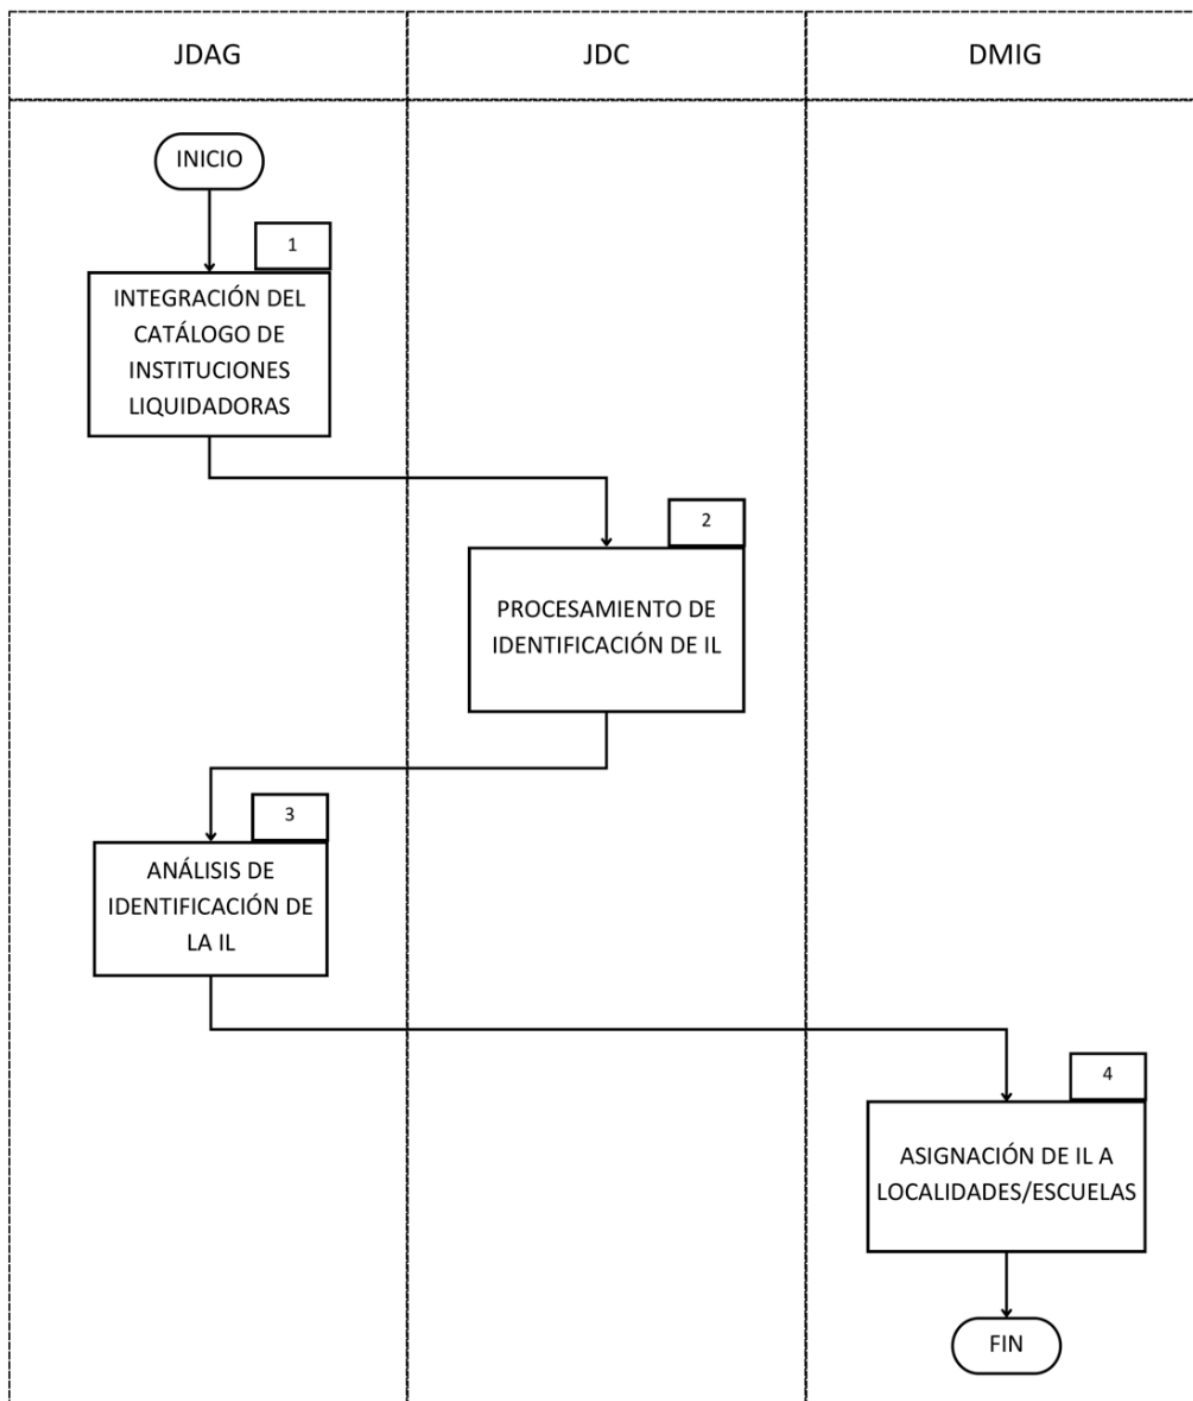 JDAG
JDC
DMIG
INICIO
1
INTEGRACIÓN DEL
CATÁLOGO DE
INSTITUCIONES
LIQUIDADORAS
2
PROCESAMIENTO DE
IDENTIFICACIÓN DE IL
3
ANÁLISIS DE
IDENTIFICACIÓN DE
LA IL
4
ASIGNACIÓN DE IL A
LOCALIDADES/ESCUELAS
FIN